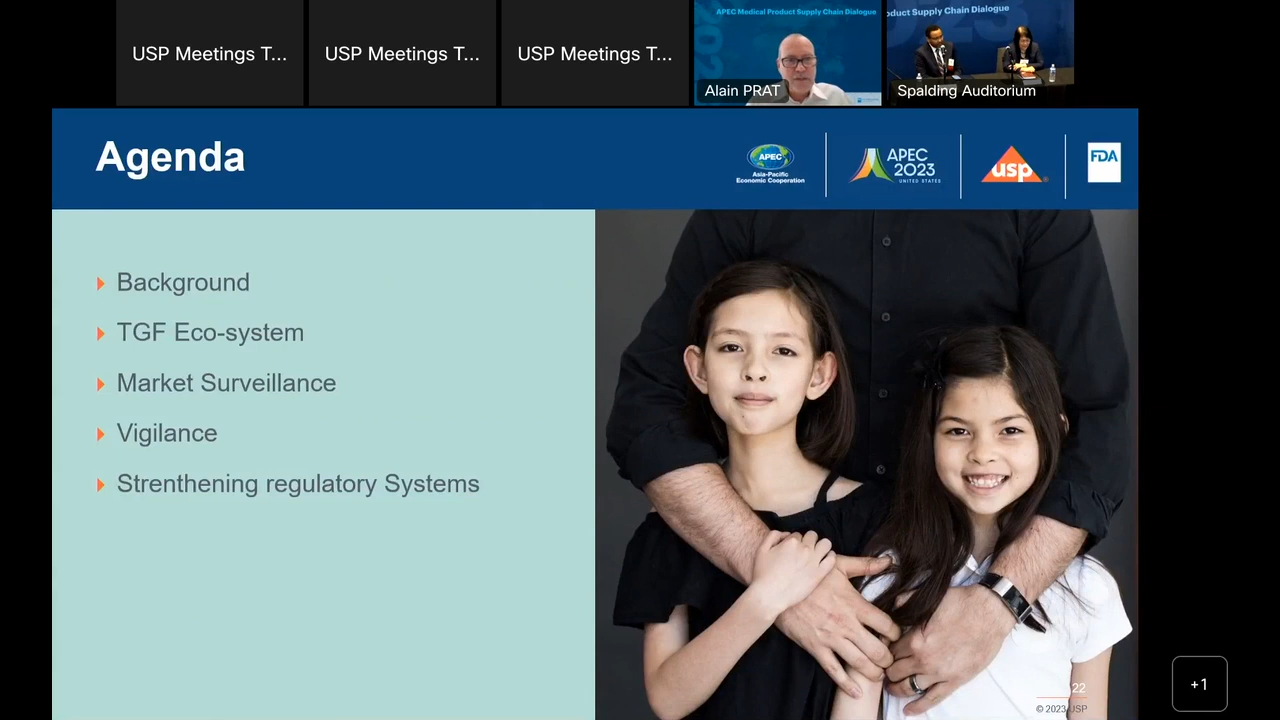 USP Meetings T...
USP Meetings T...
USP Meetings T...
APEC Medical Product Supply Chain Dialogue
Alain PRAT
oduct Supply Chain Dialogue
2023
Spalding Auditorium
Agenda
APEC
Asia-Pacific
Economic Cooperation
APEC
2023
UNITED STATES
usp
FDA
Background
TGF Eco-system
Market Surveillance
Vigilance
Strenthening regulatory Systems
22
© 2023 USP
+1